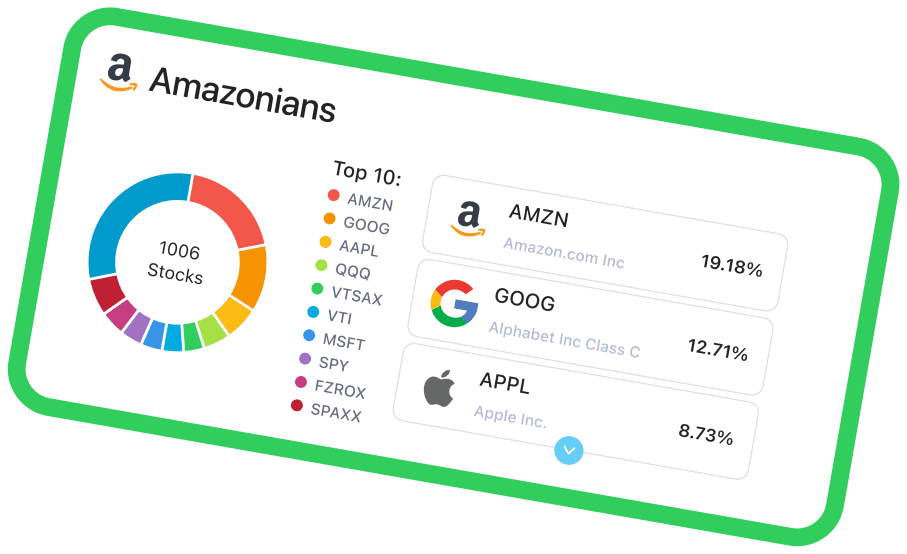 Amazonians
1006
Stocks
Top 10:
AMZN
GOOG
AAPL
QQQ
VTSAX
VTI
MSFT
SPY
FZROX
SPAXX
AMZN
Amazon.com Inc
19.18%
GOOG
Alphabet Inc Class C
12.71%
APPL
Apple Inc.
8.73%